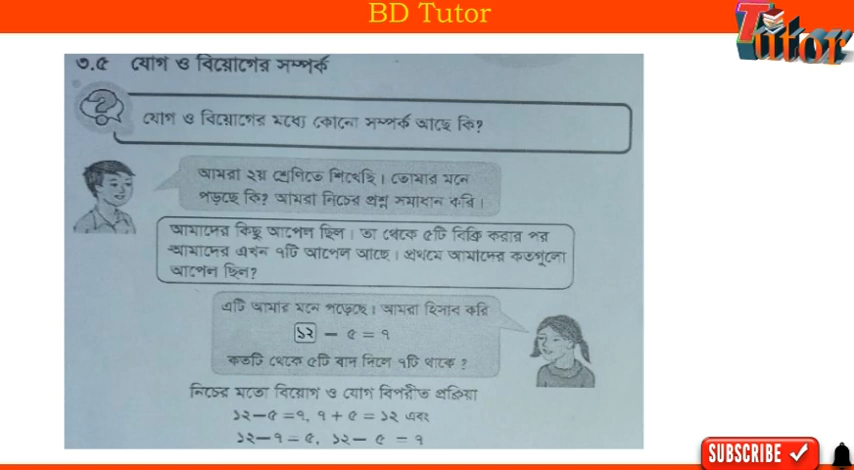 BD Tutor
Tutor
৩.৫ যোগ ও বিয়োগের সম্পর্ক
যোগ ও বিয়োগের মধ্যে কোনো সম্পর্ক আছে কি?
আমরা ২য় শ্রেণিতে শিখেছি। তোমার মনে
পড়ছে কি? আমরা নিচের প্রশ্ন সমাধান করি।
আমাদের কিছু আপেল ছিল। তা থেকে ৫টি বিক্রি করার পর
আমাদের এখন ৭টি আপেল আছে। প্রথমে আমাদের কতগুলো
আপেল ছিল?
এটি আমার মনে পড়েছে। আমরা হিসাব করি
১২ − ৫ = ৭
কতটি থেকে ৫টি বাদ দিলে ৭টি থাকে ?
নিচের মতো বিয়োগ ও যোগ বিপরীত প্রক্রিয়া
১২−৫ =৭, ৭ + ৫ = ১২ এবং
১২−৭ = ৫, ১২− ৫ = ৭
SUBSCRIBE